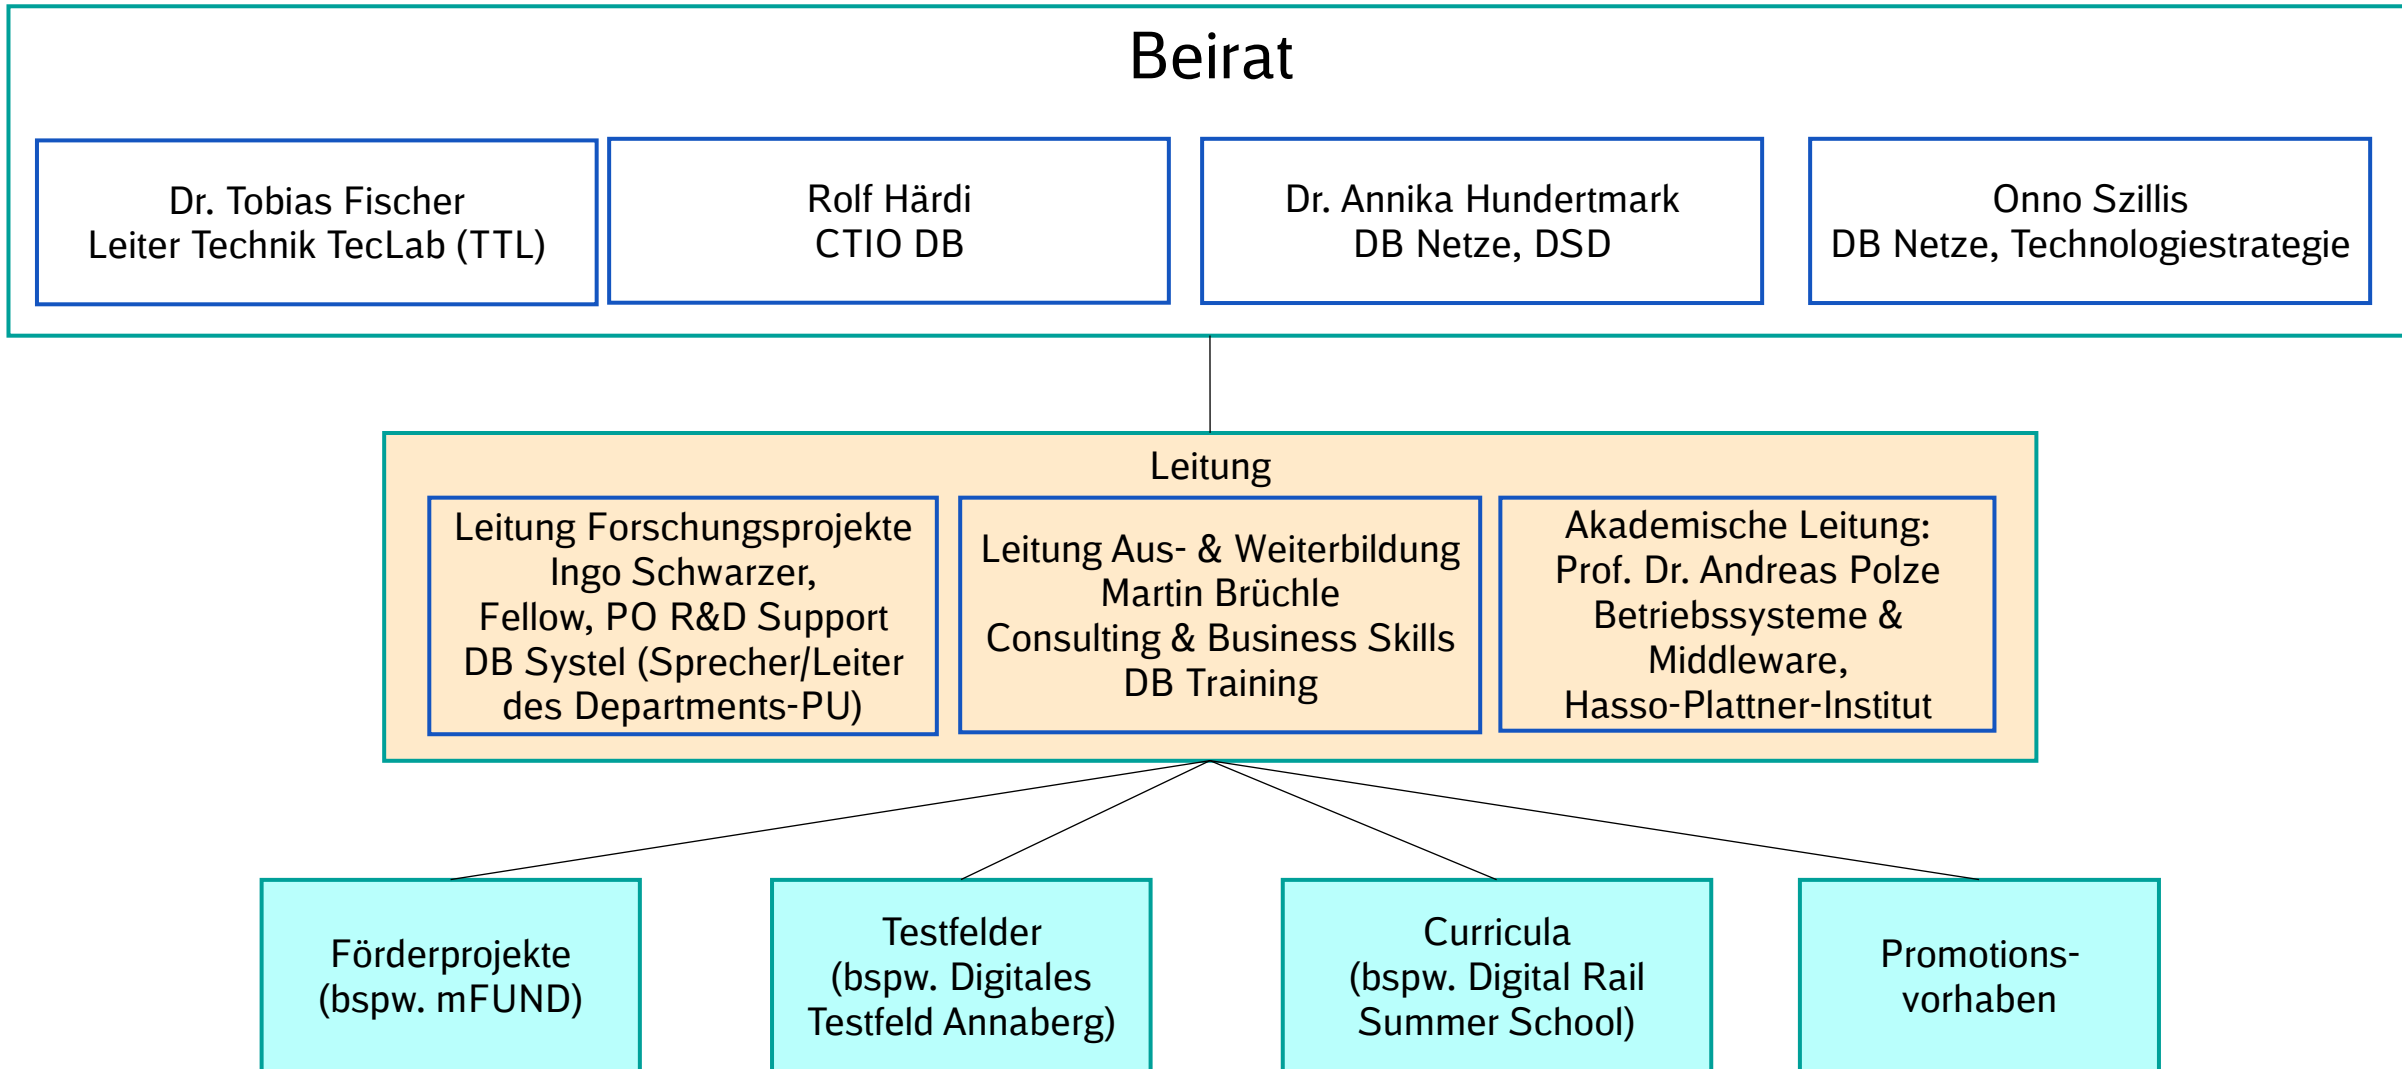 Beirat
Dr. Tobias Fischer
Leiter Technik TecLab (TTL)
Rolf Härdi
CTIO DB
Dr. Annika Hundertmark
DB Netze, DSD
Onno Szillis
DB Netze, Technologiestrategie
Leitung
Leitung Forschungsprojekte
Ingo Schwarzer,
Fellow, PO R&D Support
DB Systel (Sprecher/Leiter
des Departments-PU)
Leitung Aus- & Weiterbildung
Martin Brüchle
Consulting & Business Skills
DB Training
Akademische Leitung:
Prof. Dr. Andreas Polze
Betriebssysteme &
Middleware,
Hasso-Plattner-Institut
Förderprojekte
(bspw. mFUND)
Testfelder
(bspw. Digitales
Testfeld Annaberg)
Curricula
(bspw. Digital Rail
Summer School)
Promotions-
vorhaben